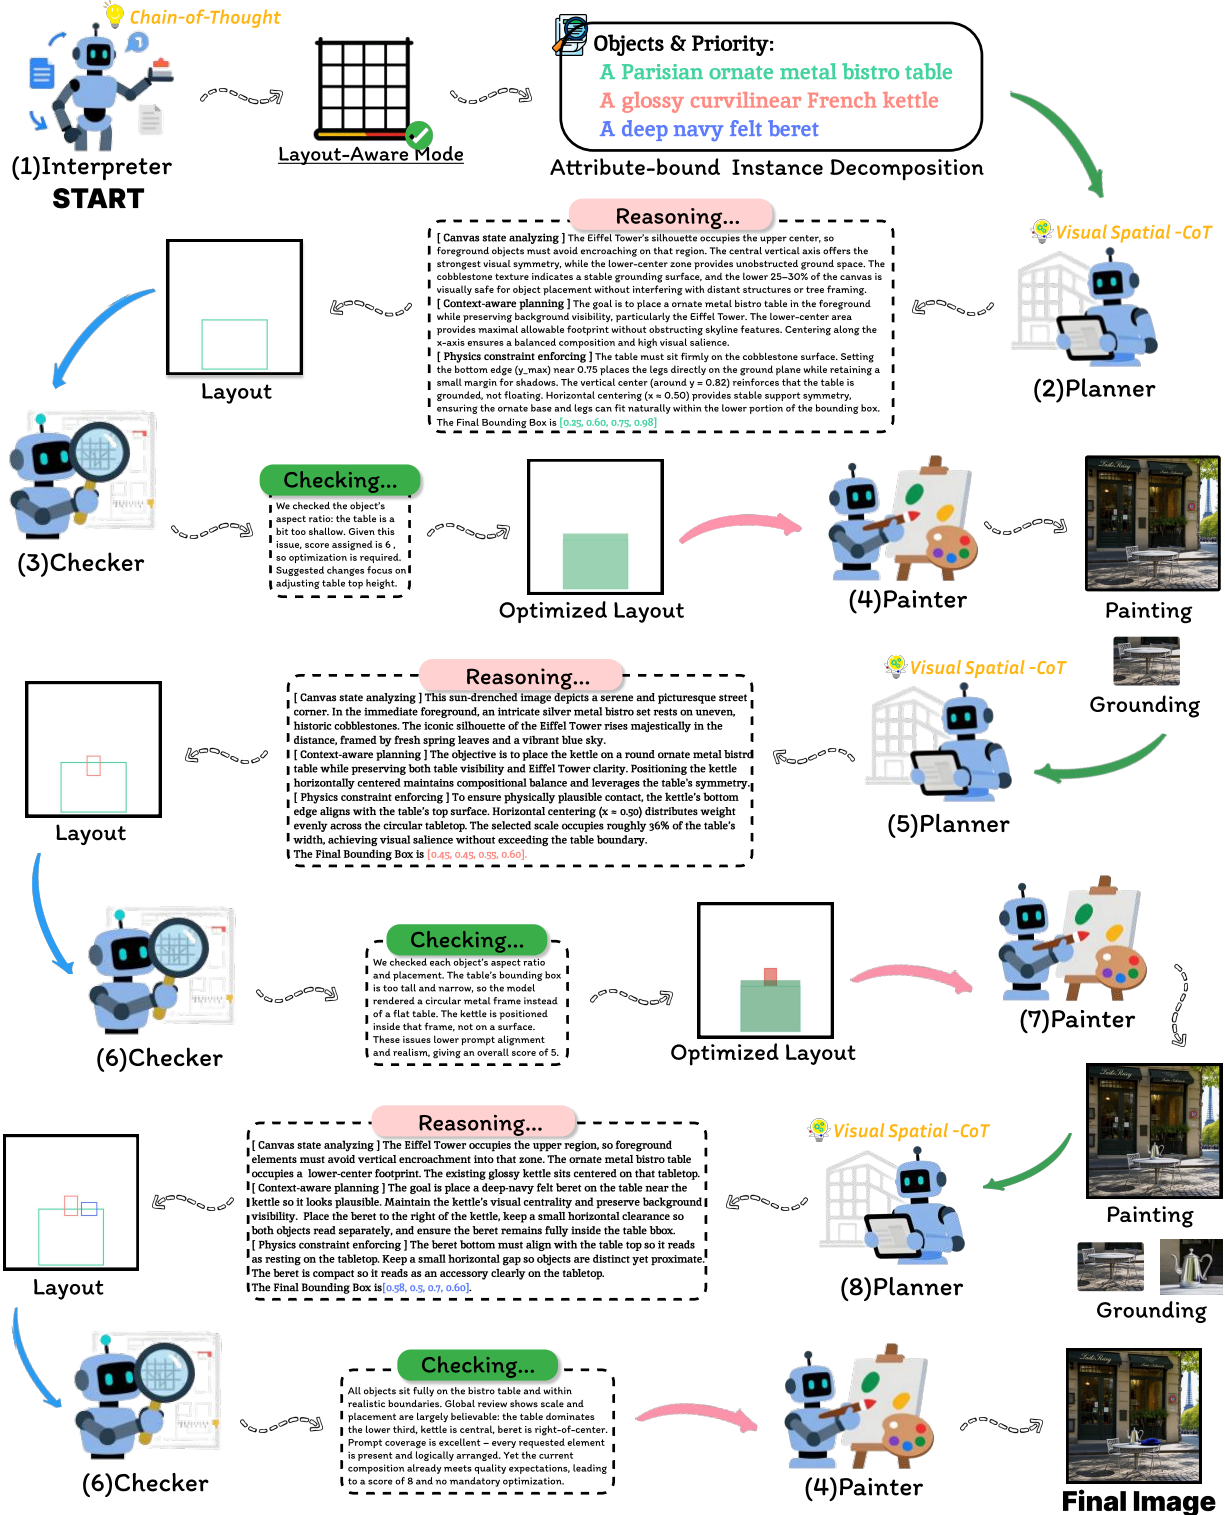 Chain-of-Thought
(1)Interpreter
START
Layout-Aware Mode
Objects & Priority:
A Parisian ornate metal bistro table
A glossy curvilinear French kettle
A deep navy felt beret
Attribute-bound Instance Decomposition
Visual Spatial -CoT
(2)Planner
Reasoning...
[ Canvas state analyzing ] The Eiffel Tower's silhouette occupies the upper center, so
foreground objects must avoid encroaching on that region. The central vertical axis offers the
strongest visual symmetry, while the lower-center zone provides unobstructed ground space. The
cobblestone texture indicates a stable grounding surface, and the lower 25–30% of the canvas is
visually safe for object placement without interfering with distant structures or tree framing.
[ Context-aware planning ] The goal is to place a ornate metal bistro table in the foreground
while preserving background visibility, particularly the Eiffel Tower. The lower-center area
provides maximal allowable footprint without obstructing skyline features. Centering along the
x-axis ensures a balanced composition and high visual salience.
[ Physics constraint enforcing ] The table must sit firmly on the cobblestone surface. Setting
the bottom edge (y_max) near 0.75 places the legs directly on the ground plane while retaining a
small margin for shadows. The vertical center (around y = 0.82) reinforces that the table is
grounded, not floating. Horizontal centering (x ≈ 0.50) provides stable support symmetry,
ensuring the ornate base and legs can fit naturally within the lower portion of the bounding box.
The Final Bounding Box is [0.25, 0.60, 0.75, 0.98]
Layout
(3)Checker
Checking...
We checked the object's
aspect ratio: the table is a
bit too shallow. Given this
issue, score assigned is 6 ,
so optimization is required.
Suggested changes focus on
adjusting table top height.
Optimized Layout
(4)Painter
Painting
Grounding
Visual Spatial -CoT
(5)Planner
Reasoning...
[ Canvas state analyzing ] This sun-drenched image depicts a serene and picturesque street
corner. In the immediate foreground, an intricate silver metal bistro set rests on uneven,
historic cobblestones. The iconic silhouette of the Eiffel Tower rises majestically in the
distance, framed by fresh spring leaves and a vibrant blue sky.
[ Context-aware planning ] The objective is to place the kettle on a round ornate metal bistro
table while preserving both table visibility and Eiffel Tower clarity. Positioning the kettle
horizontally centered maintains compositional balance and leverages the table's symmetry.
[ Physics constraint enforcing ] To ensure physically plausible contact, the kettle's bottom
edge aligns with the table's top surface. Horizontal centering (x ≈ 0.50) distributes weight
evenly across the circular tabletop. The selected scale occupies roughly 36% of the table's
width, achieving visual salience without exceeding the table boundary.
The Final Bounding Box is [0.45, 0.45, 0.55, 0.60].
Layout
(6)Checker
Checking...
We checked each object's aspect ratio
and placement. The table's bounding box
is too tall and narrow, so the model
rendered a circular metal frame instead
of a flat table. The kettle is positioned
inside that frame, not on a surface.
These issues lower prompt alignment
and realism, giving an overall score of 5.
Optimized Layout
(7)Painter
Painting
Grounding
Visual Spatial -CoT
(8)Planner
Reasoning...
[ Canvas state analyzing ] The Eiffel Tower occupies the upper region, so foreground
elements must avoid vertical encroachment into that zone. The ornate metal bistro table
occupies a lower-center footprint. The existing glossy kettle sits centered on that tabletop.
[ Context-aware planning ] The goal is place a deep-navy felt beret on the table near the
kettle so it looks plausible. Maintain the kettle's visual centrality and preserve background
visibility. Place the beret to the right of the kettle, keep a small horizontal clearance so
both objects read separately, and ensure the beret remains fully inside the table bbox.
[ Physics constraint enforcing ] The beret bottom must align with the table top so it reads
as resting on the tabletop. Keep a small horizontal gap so objects are distinct yet proximate.
The beret is compact so it reads as an accessory clearly on the tabletop.
The Final Bounding Box is[0.58, 0.5, 0.7, 0.60].
Layout
(6)Checker
Checking...
All objects sit fully on the bistro table and within
realistic boundaries. Global review shows scale and
placement are largely believable: the table dominates
the lower third, kettle is central, beret is right-of-center.
Prompt coverage is excellent – every requested element
is present and logically arranged. Yet the current
composition already meets quality expectations, leading
to a score of 8 and no mandatory optimization.
(4)Painter
Final Image